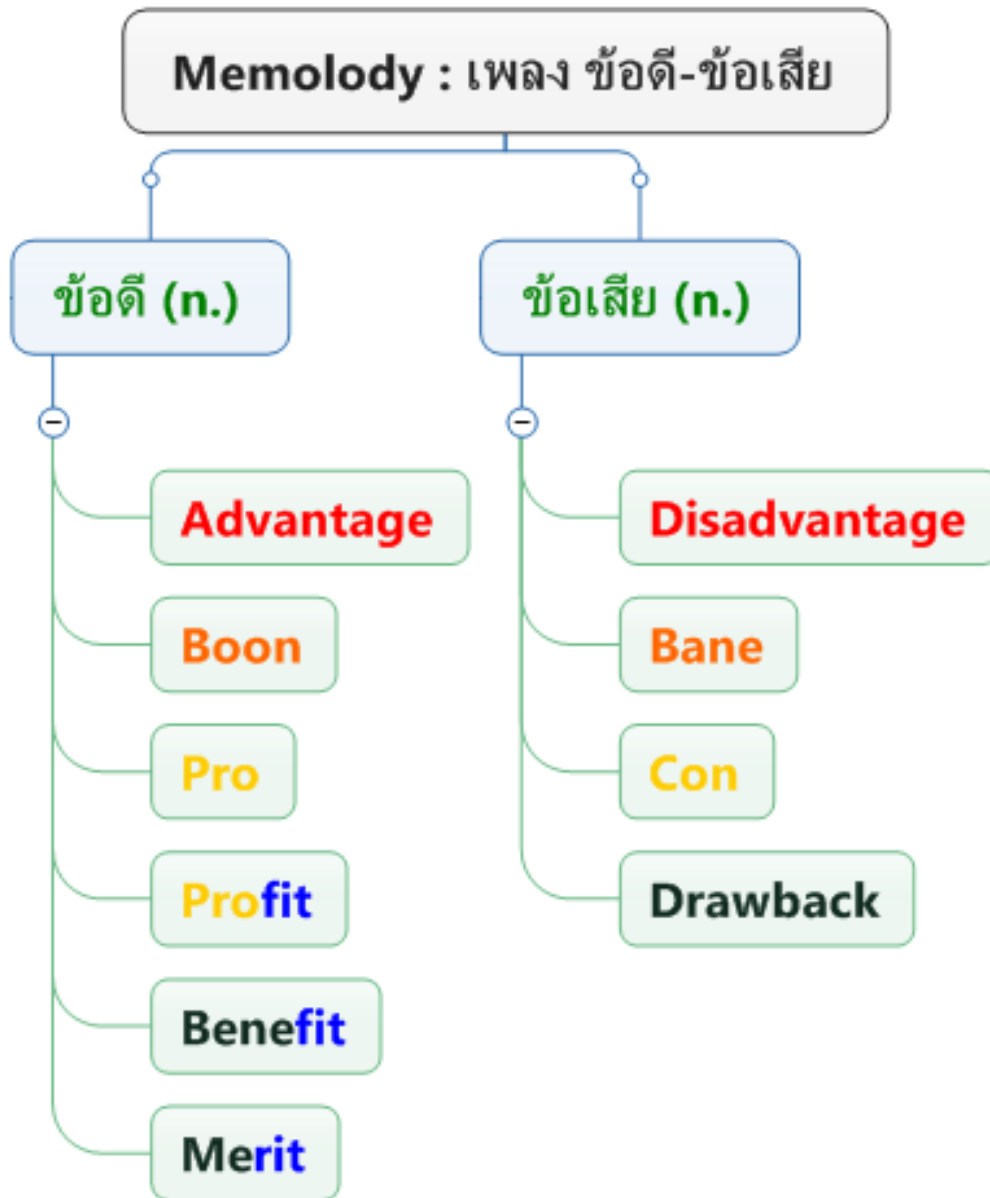 Memolody : เพลง ข้อดี-ข้อเสีย
ข้อดี (n.)
Advantage
Boon
Pro
Profit
Benefit
Merit
ข้อเสีย (n.)
Disadvantage
Bane
Con
Drawback